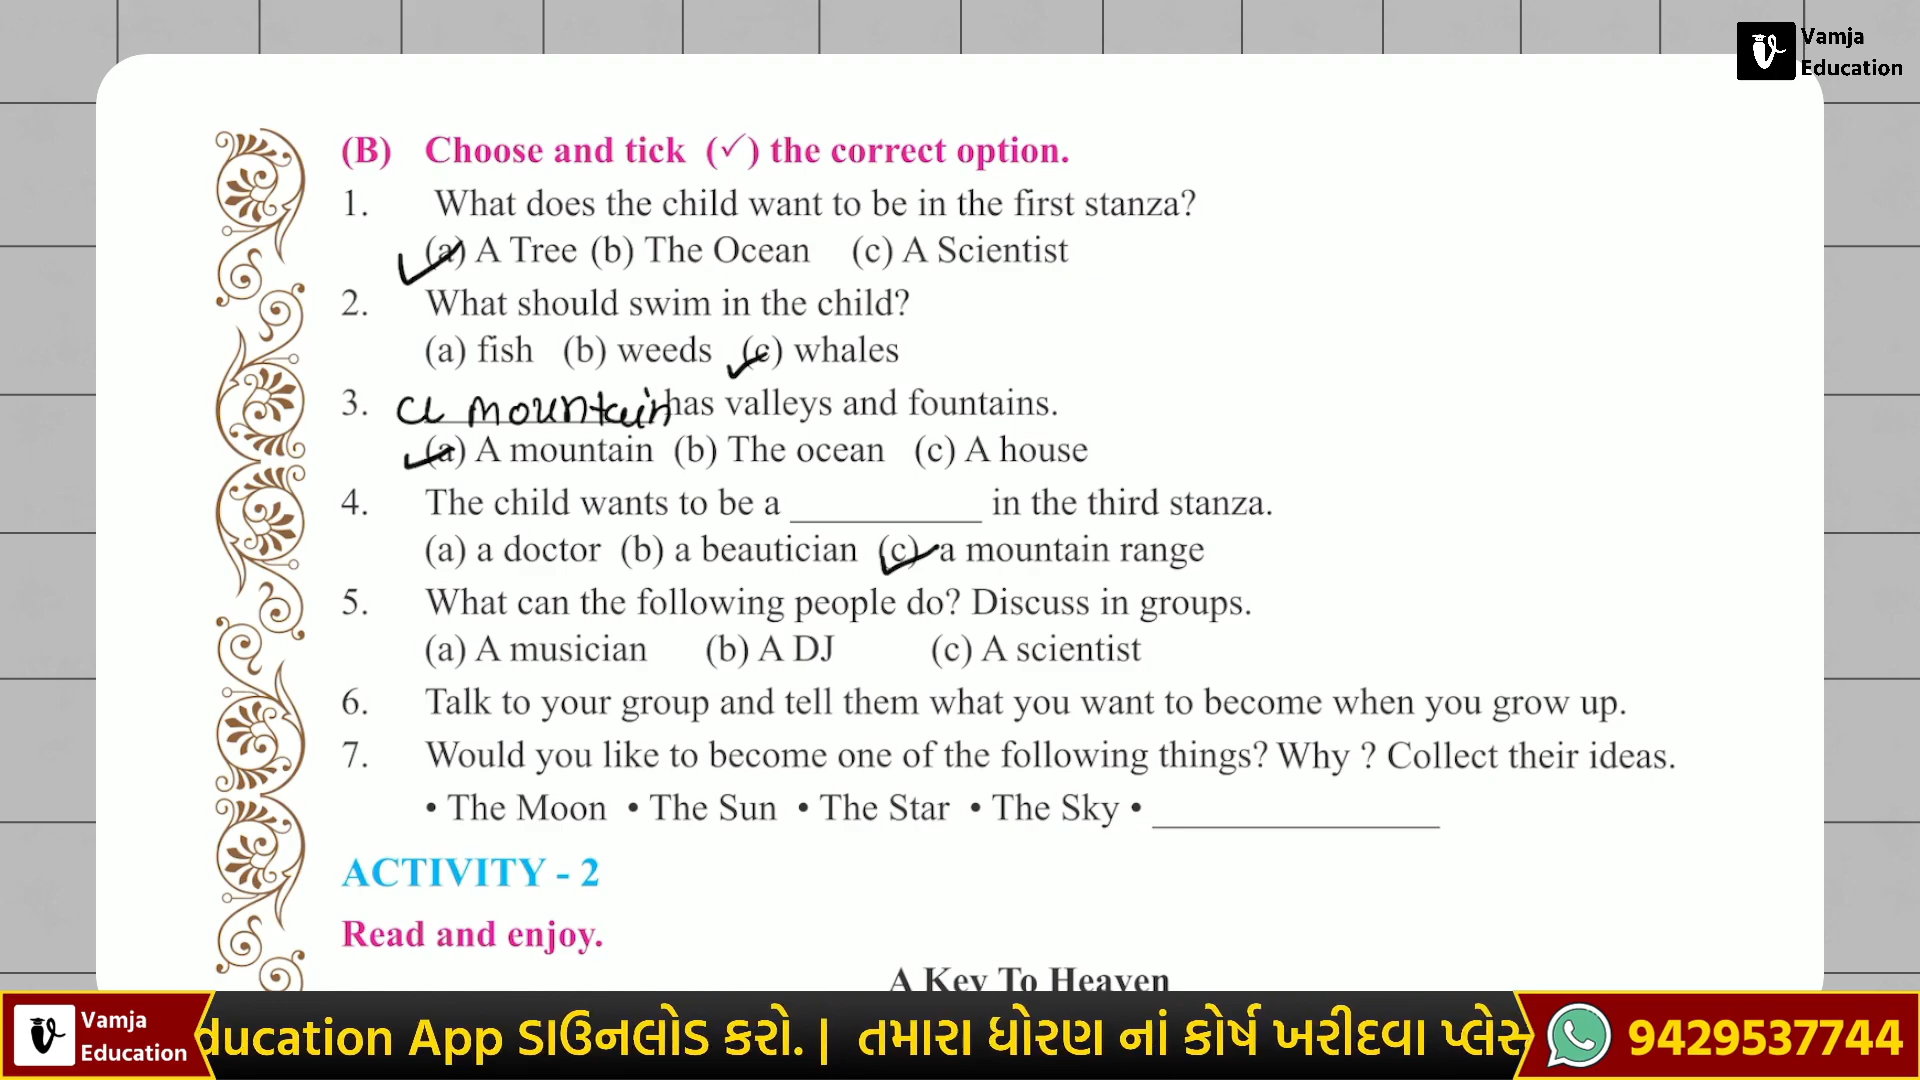 Vamja
Education
(B) Choose and tick (✓) the correct option.
1. What does the child want to be in the first stanza?
(a) A Tree (b) The Ocean (c) A Scientist
2. What should swim in the child?
(a) fish (b) weeds (c) whales
3. a mountain has valleys and fountains.
(a) A mountain (b) The ocean (c) A house
4. The child wants to be a __________ in the third stanza.
(a) a doctor (b) a beautician (c) a mountain range
5. What can the following people do? Discuss in groups.
(a) A musician (b) A DJ (c) A scientist
6. Talk to your group and tell them what you want to become when you grow up.
7. Would you like to become one of the following things? Why ? Collect their ideas.
• The Moon • The Sun • The Star • The Sky • _______________
ACTIVITY - 2
Read and enjoy.
A Key To Heaven
Vamja
Education
ducation App ડાઉનલોડ કરો. | તમારા ધોરણ નાં કોર્ષ ખરીદવા પ્લેસ
9429537744